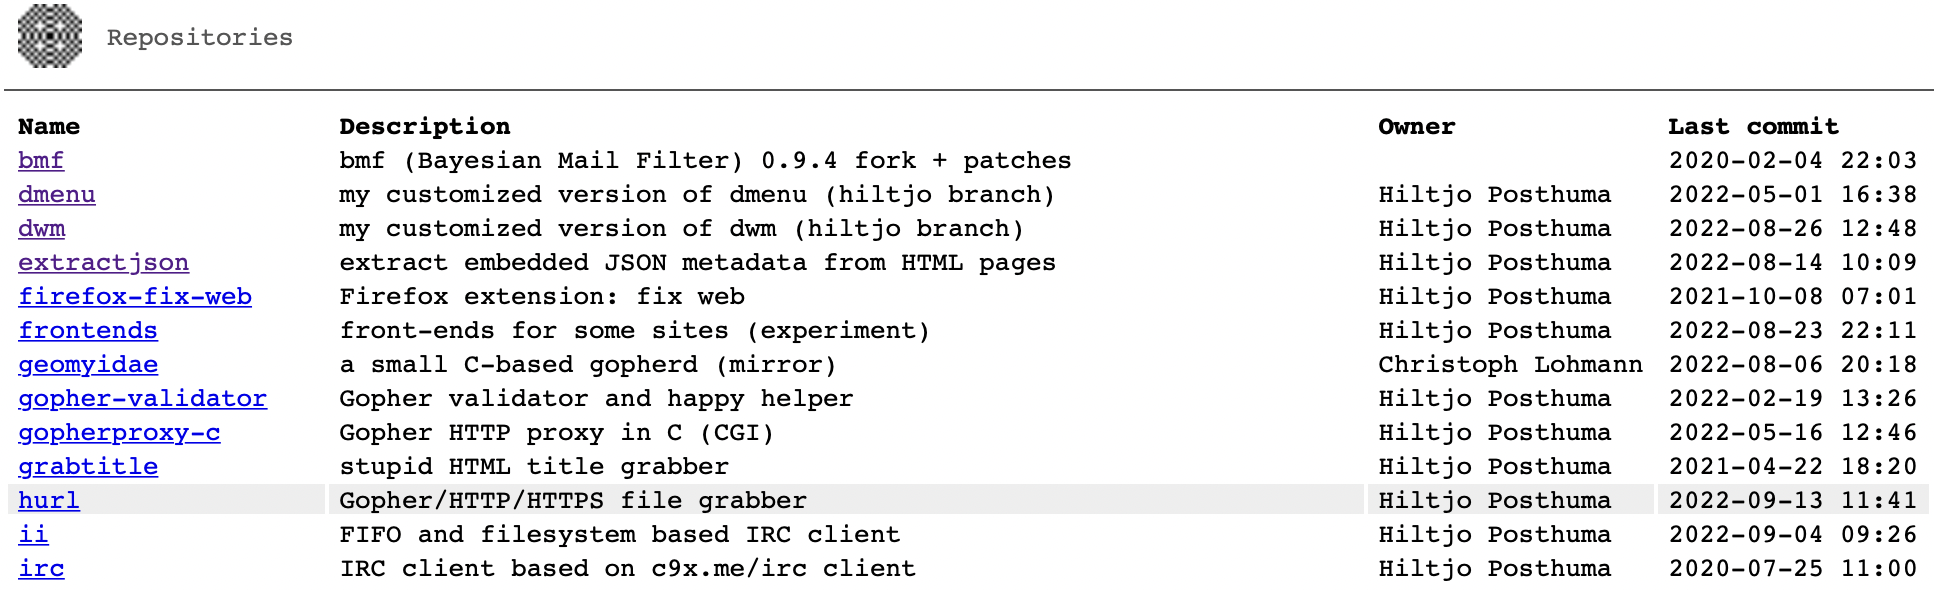 Repositories
Name Description Owner Last commit
bmf bmf (Bayesian Mail Filter) 0.9.4 fork + patches 2020-02-04 22:03
dmenu my customized version of dmenu (hiltjo branch) Hiltjo Posthuma 2022-05-01 16:38
dwm my customized version of dwm (hiltjo branch) Hiltjo Posthuma 2022-08-26 12:48
extractjson extract embedded JSON metadata from HTML pages Hiltjo Posthuma 2022-08-14 10:09
firefox-fix-web Firefox extension: fix web Hiltjo Posthuma 2021-10-08 07:01
frontends front-ends for some sites (experiment) Hiltjo Posthuma 2022-08-23 22:11
geomyidae a small C-based gopherd (mirror) Christoph Lohmann 2022-08-06 20:18
gopher-validator Gopher validator and happy helper Hiltjo Posthuma 2022-02-19 13:26
gopherproxy-c Gopher HTTP proxy in C (CGI) Hiltjo Posthuma 2022-05-16 12:46
grabtitle stupid HTML title grabber Hiltjo Posthuma 2021-04-22 18:20
hurl Gopher/HTTP/HTTPS file grabber Hiltjo Posthuma 2022-09-13 11:41
ii FIFO and filesystem based IRC client Hiltjo Posthuma 2022-09-04 09:26
irc IRC client based on c9x.me/irc client Hiltjo Posthuma 2020-07-25 11:00